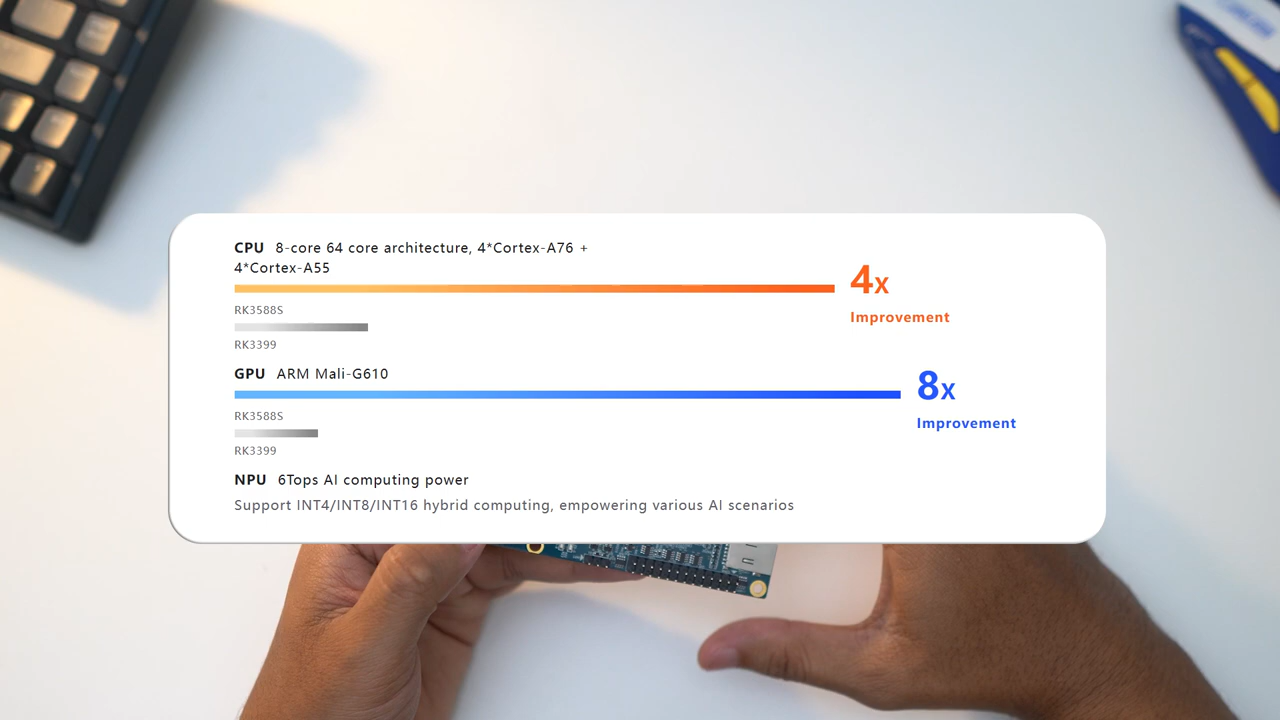 CPU 8-core 64 core architecture, 4*Cortex-A76 +
4*Cortex-A55
4x
Improvement
RK3588S
RK3399
GPU ARM Mali-G610
8x
Improvement
RK3588S
RK3399
NPU 6Tops AI computing power
Support INT4/INT8/INT16 hybrid computing, empowering various AI scenarios